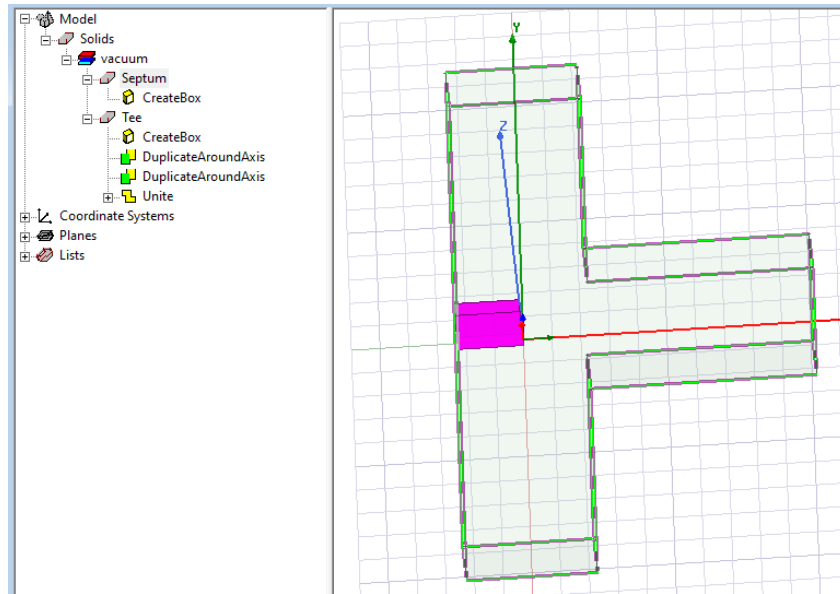 Model
Solids
vacuum
Septum
CreateBox
Tee
CreateBox
DuplicateAroundAxis
DuplicateAroundAxis
Unite
Coordinate Systems
Planes
Lists
Y
Z